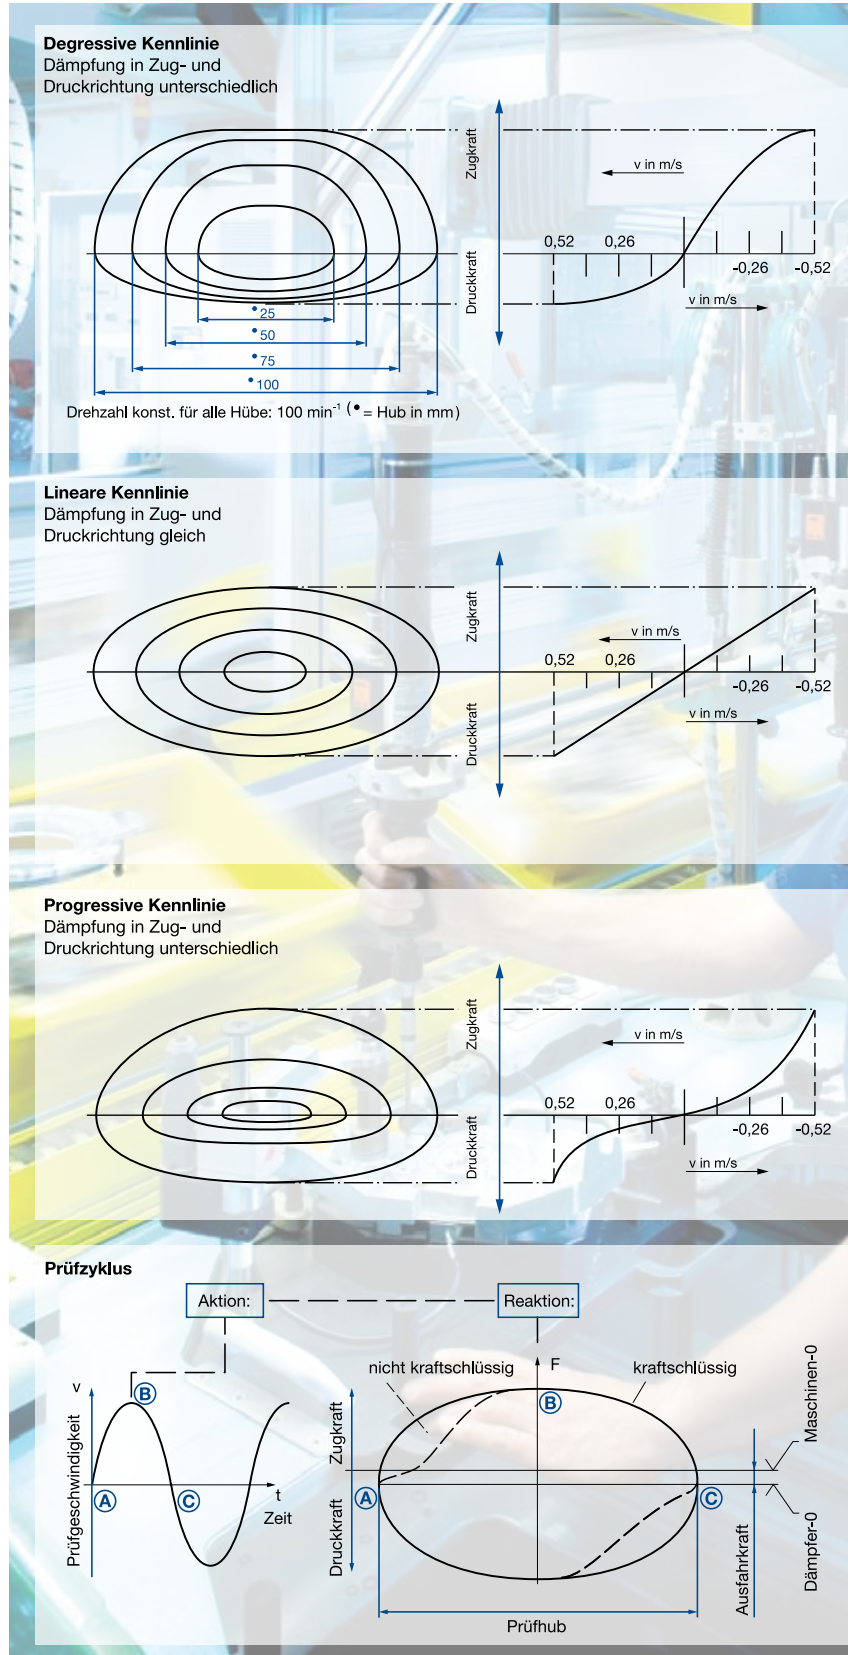 Degressive Kennlinie
Dämpfung in Zug- und
Druckrichtung unterschiedlich
Zugkraft
Druckkraft
v in m/s
0,52
0,26
-0,26
-0,52
v in m/s
25
50
75
100
Drehzahl konst. für alle Hübe: 100 min⁻¹ (• = Hub in mm)
Lineare Kennlinie
Dämpfung in Zug- und
Druckrichtung gleich
Zugkraft
Druckkraft
v in m/s
0,52
0,26
-0,26
-0,52
v in m/s
Progressive Kennlinie
Dämpfung in Zug- und
Druckrichtung unterschiedlich
Zugkraft
Druckkraft
v in m/s
0,52
0,26
-0,26
-0,52
v in m/s
Prüfzyklus
Aktion:
Reaktion:
v
Prüfgeschwindigkeit
A
B
C
t
Zeit
nicht kraftschlüssig
F
kraftschlüssig
Zugkraft
Druckkraft
A
B
C
Maschinen-0
Dämpfer-0
Ausfahrkraft
Prüfhub